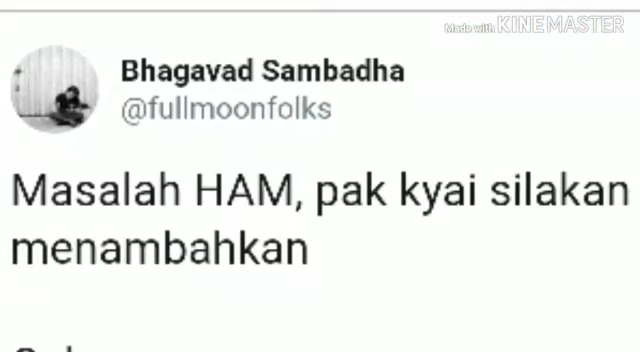 Made with KINEMASTER
Bhagavad Sambadha
@fullmoonfolks
Masalah HAM, pak kyai silakan
menambahkan